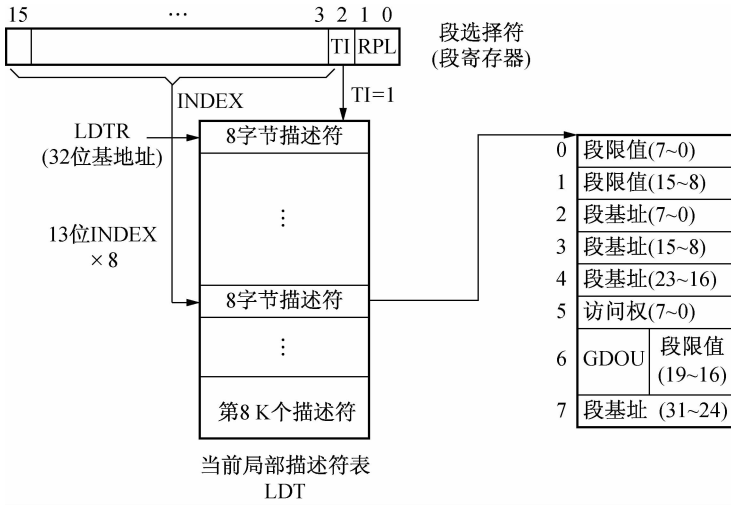 15 ⋯ 3 2 1 0
TI RPL
段选择符
(段寄存器)
INDEX
TI=1
LDTR
(32位基地址)
13位INDEX
× 8
8字节描述符
⋮
8字节描述符
⋮
第8 K个描述符
当前局部描述符表
LDT
0 段限值(7~0)
1 段限值(15~8)
2 段基址(7~0)
3 段基址(15~8)
4 段基址(23~16)
5 访问权(7~0)
6 GDOU 段限值
(19~16)
7 段基址 (31~24)